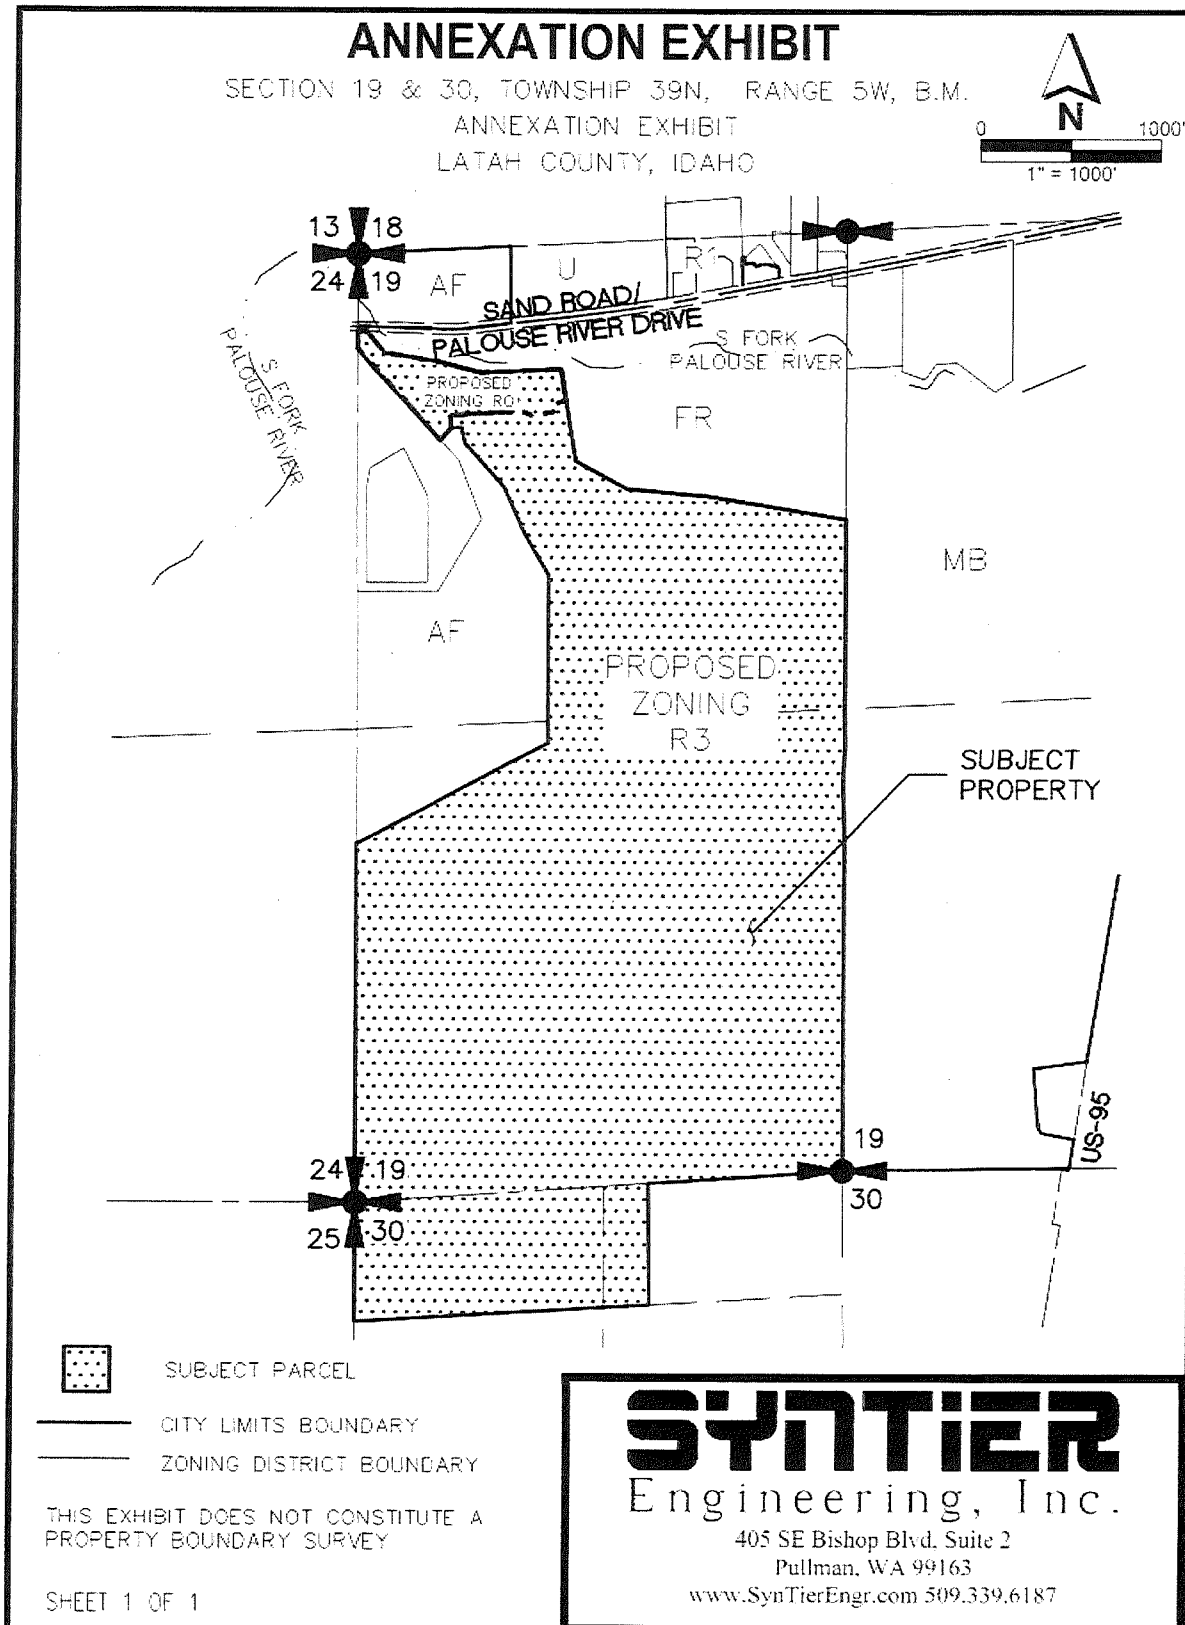 ANNEXATION EXHIBIT
SECTION 19 & 30, TOWNSHIP 39N, RANGE 5W, B.M.
ANNEXATION EXHIBIT
LATAH COUNTY, IDAHO
N
0 1000'
1" = 1000'
13 18
24 19
AF
U
R1
SAND ROAD/
PALOUSE RIVER DRIVE
S FORK
PALOUSE RIVER
S FORK
PALOUSE RIVER
PROPOSED
ZONING RO
FR
MB
AF
PROPOSED
ZONING
R3
SUBJECT
PROPERTY
US-95
24 19
25 30
19
30
SUBJECT PARCEL
CITY LIMITS BOUNDARY
ZONING DISTRICT BOUNDARY
THIS EXHIBIT DOES NOT CONSTITUTE A
PROPERTY BOUNDARY SURVEY
SHEET 1 OF 1
SYNTIER
Engineering, Inc.
405 SE Bishop Blvd, Suite 2
Pullman, WA 99163
www.SynTierEngr.com 509.339.6187